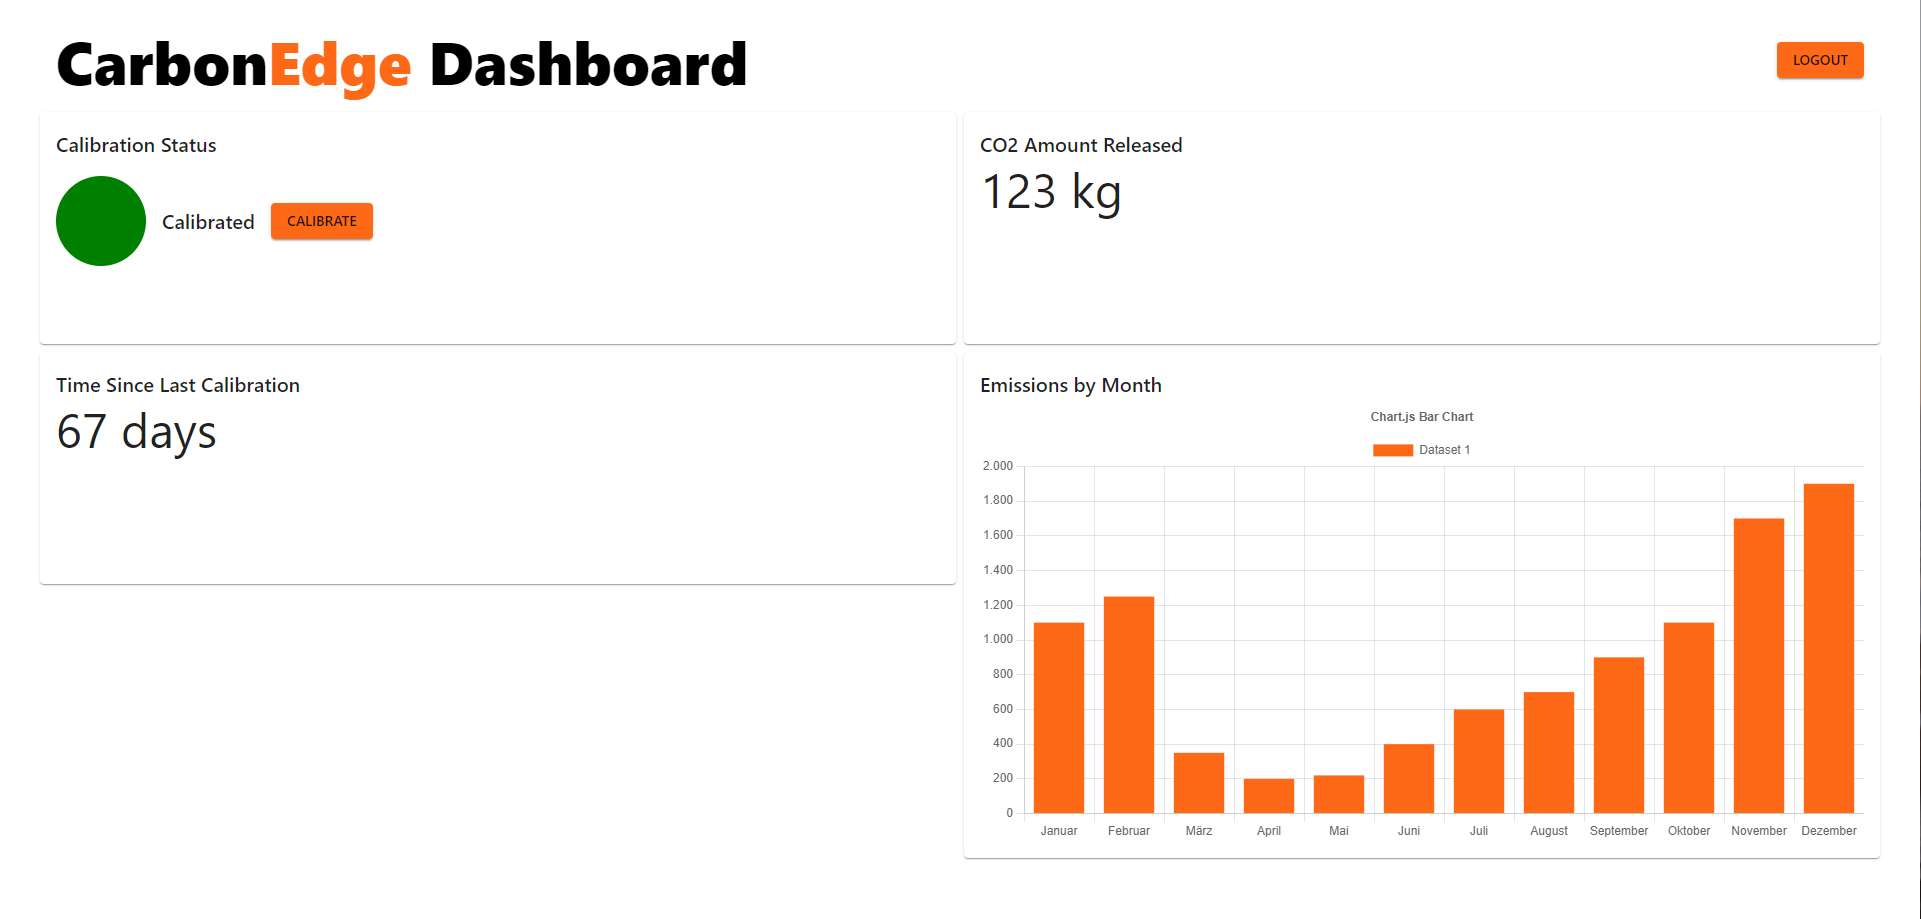 CarbonEdge Dashboard
LOGOUT
Calibration Status
Calibrated
CALIBRATE
CO2 Amount Released
123 kg
Time Since Last Calibration
67 days
Emissions by Month
Chart.js Bar Chart
Dataset 1
2.000
1.800
1.600
1.400
1.200
1.000
800
600
400
200
0
Januar Februar März April Mai Juni Juli August September Oktober November Dezember